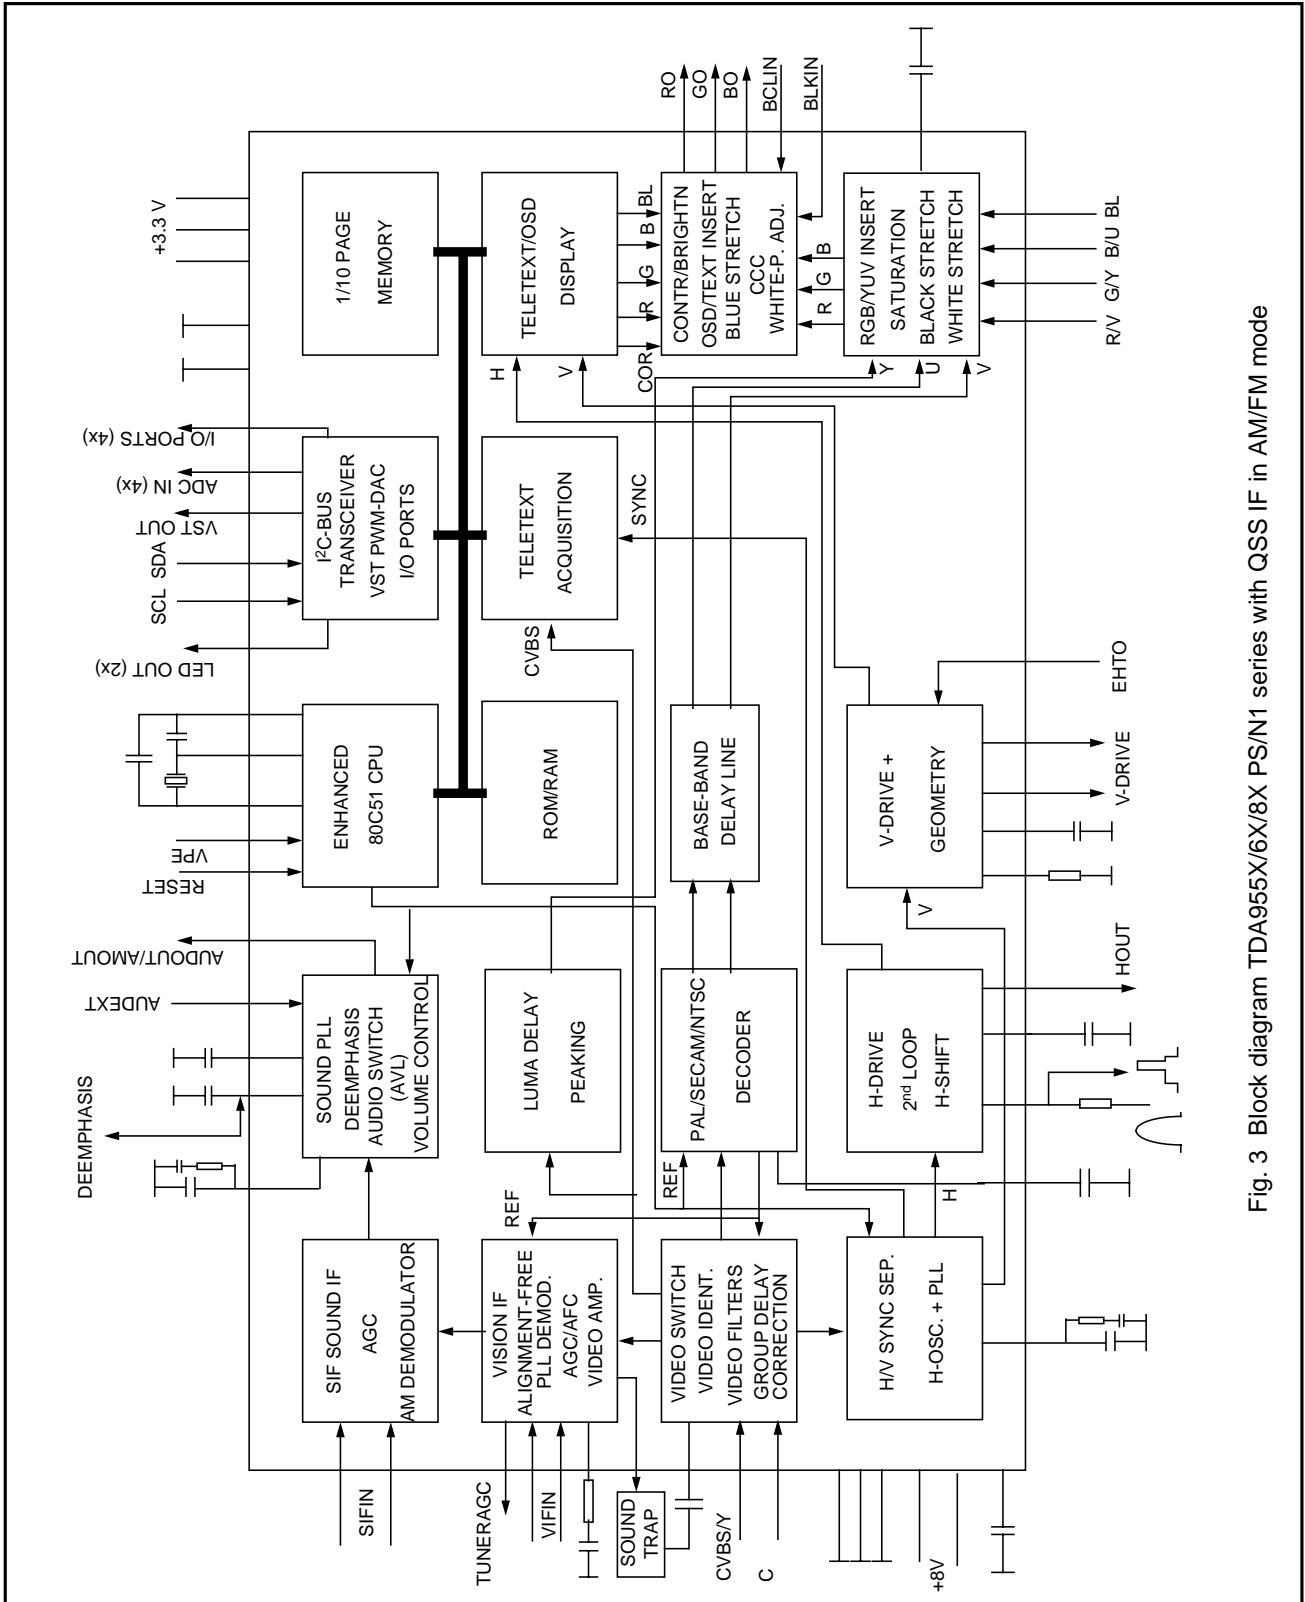 +3.3 V
I/O PORTS (4x)
ADC IN (4x)
VST OUT
SCL SDA
LED OUT (2x)
VPE
RESET
AUDOUT/AMOUT
AUDEXT
DEEMPHASIS
SIF SOUND IF
AGC
AM DEMODULATOR
SOUND PLL
DEEMPHASIS
AUDIO SWITCH
(AVL)
VOLUME CONTROL
ENHANCED
80C51 CPU
I²C-BUS
TRANSCEIVER
VST PWM-DAC
I/O PORTS
1/10 PAGE
MEMORY
SIFIN
REF
VISION IF
ALIGNMENT-FREE
PLL DEMOD.
AGC/AFC
VIDEO AMP.
LUMA DELAY
PEAKING
ROM/RAM
CVBS
TELETEXT
ACQUISITION
SYNC
H
V
TELETEXT/OSD
DISPLAY
TUNERAGC
VIFIN
SOUND
TRAP
COR
R
G
B
BL
VIDEO SWITCH
VIDEO IDENT.
VIDEO FILTERS
GROUP DELAY
CORRECTION
REF
PAL/SECAM/NTSC
DECODER
BASE-BAND
DELAY LINE
CONTR/BRIGHTN
OSD/TEXT INSERT
BLUE STRETCH
CCC
WHITE-P. ADJ.
RO
GO
BO
BCLIN
BLKIN
CVBS/Y
C
R
G
B
Y
U
V
H/V SYNC SEP.
H-OSC. + PLL
H
H-DRIVE
2nd LOOP
H-SHIFT
V
V-DRIVE +
GEOMETRY
RGB/YUV INSERT
SATURATION
BLACK STRETCH
WHITE STRETCH
+8V
HOUT
V-DRIVE
EHTO
R/V G/Y B/U BL
Fig. 3 Block diagram TDA955X/6X/8X PS/N1 series with QSS IF in AM/FM mode